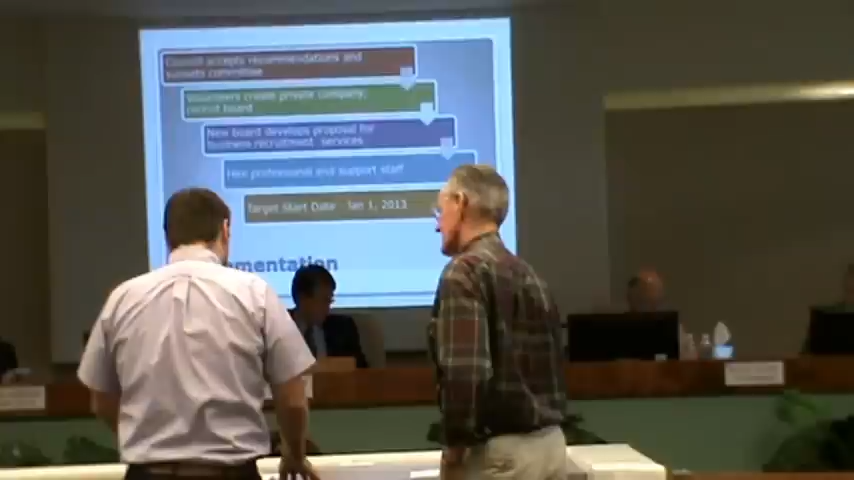 Council accepts recommendations and
sunsets committee
Volunteers create private company,
recruit board
New board develops proposal for
business recruitment services
Hire professional and support staff
Target Start Date - Jan 1, 2013
mentation